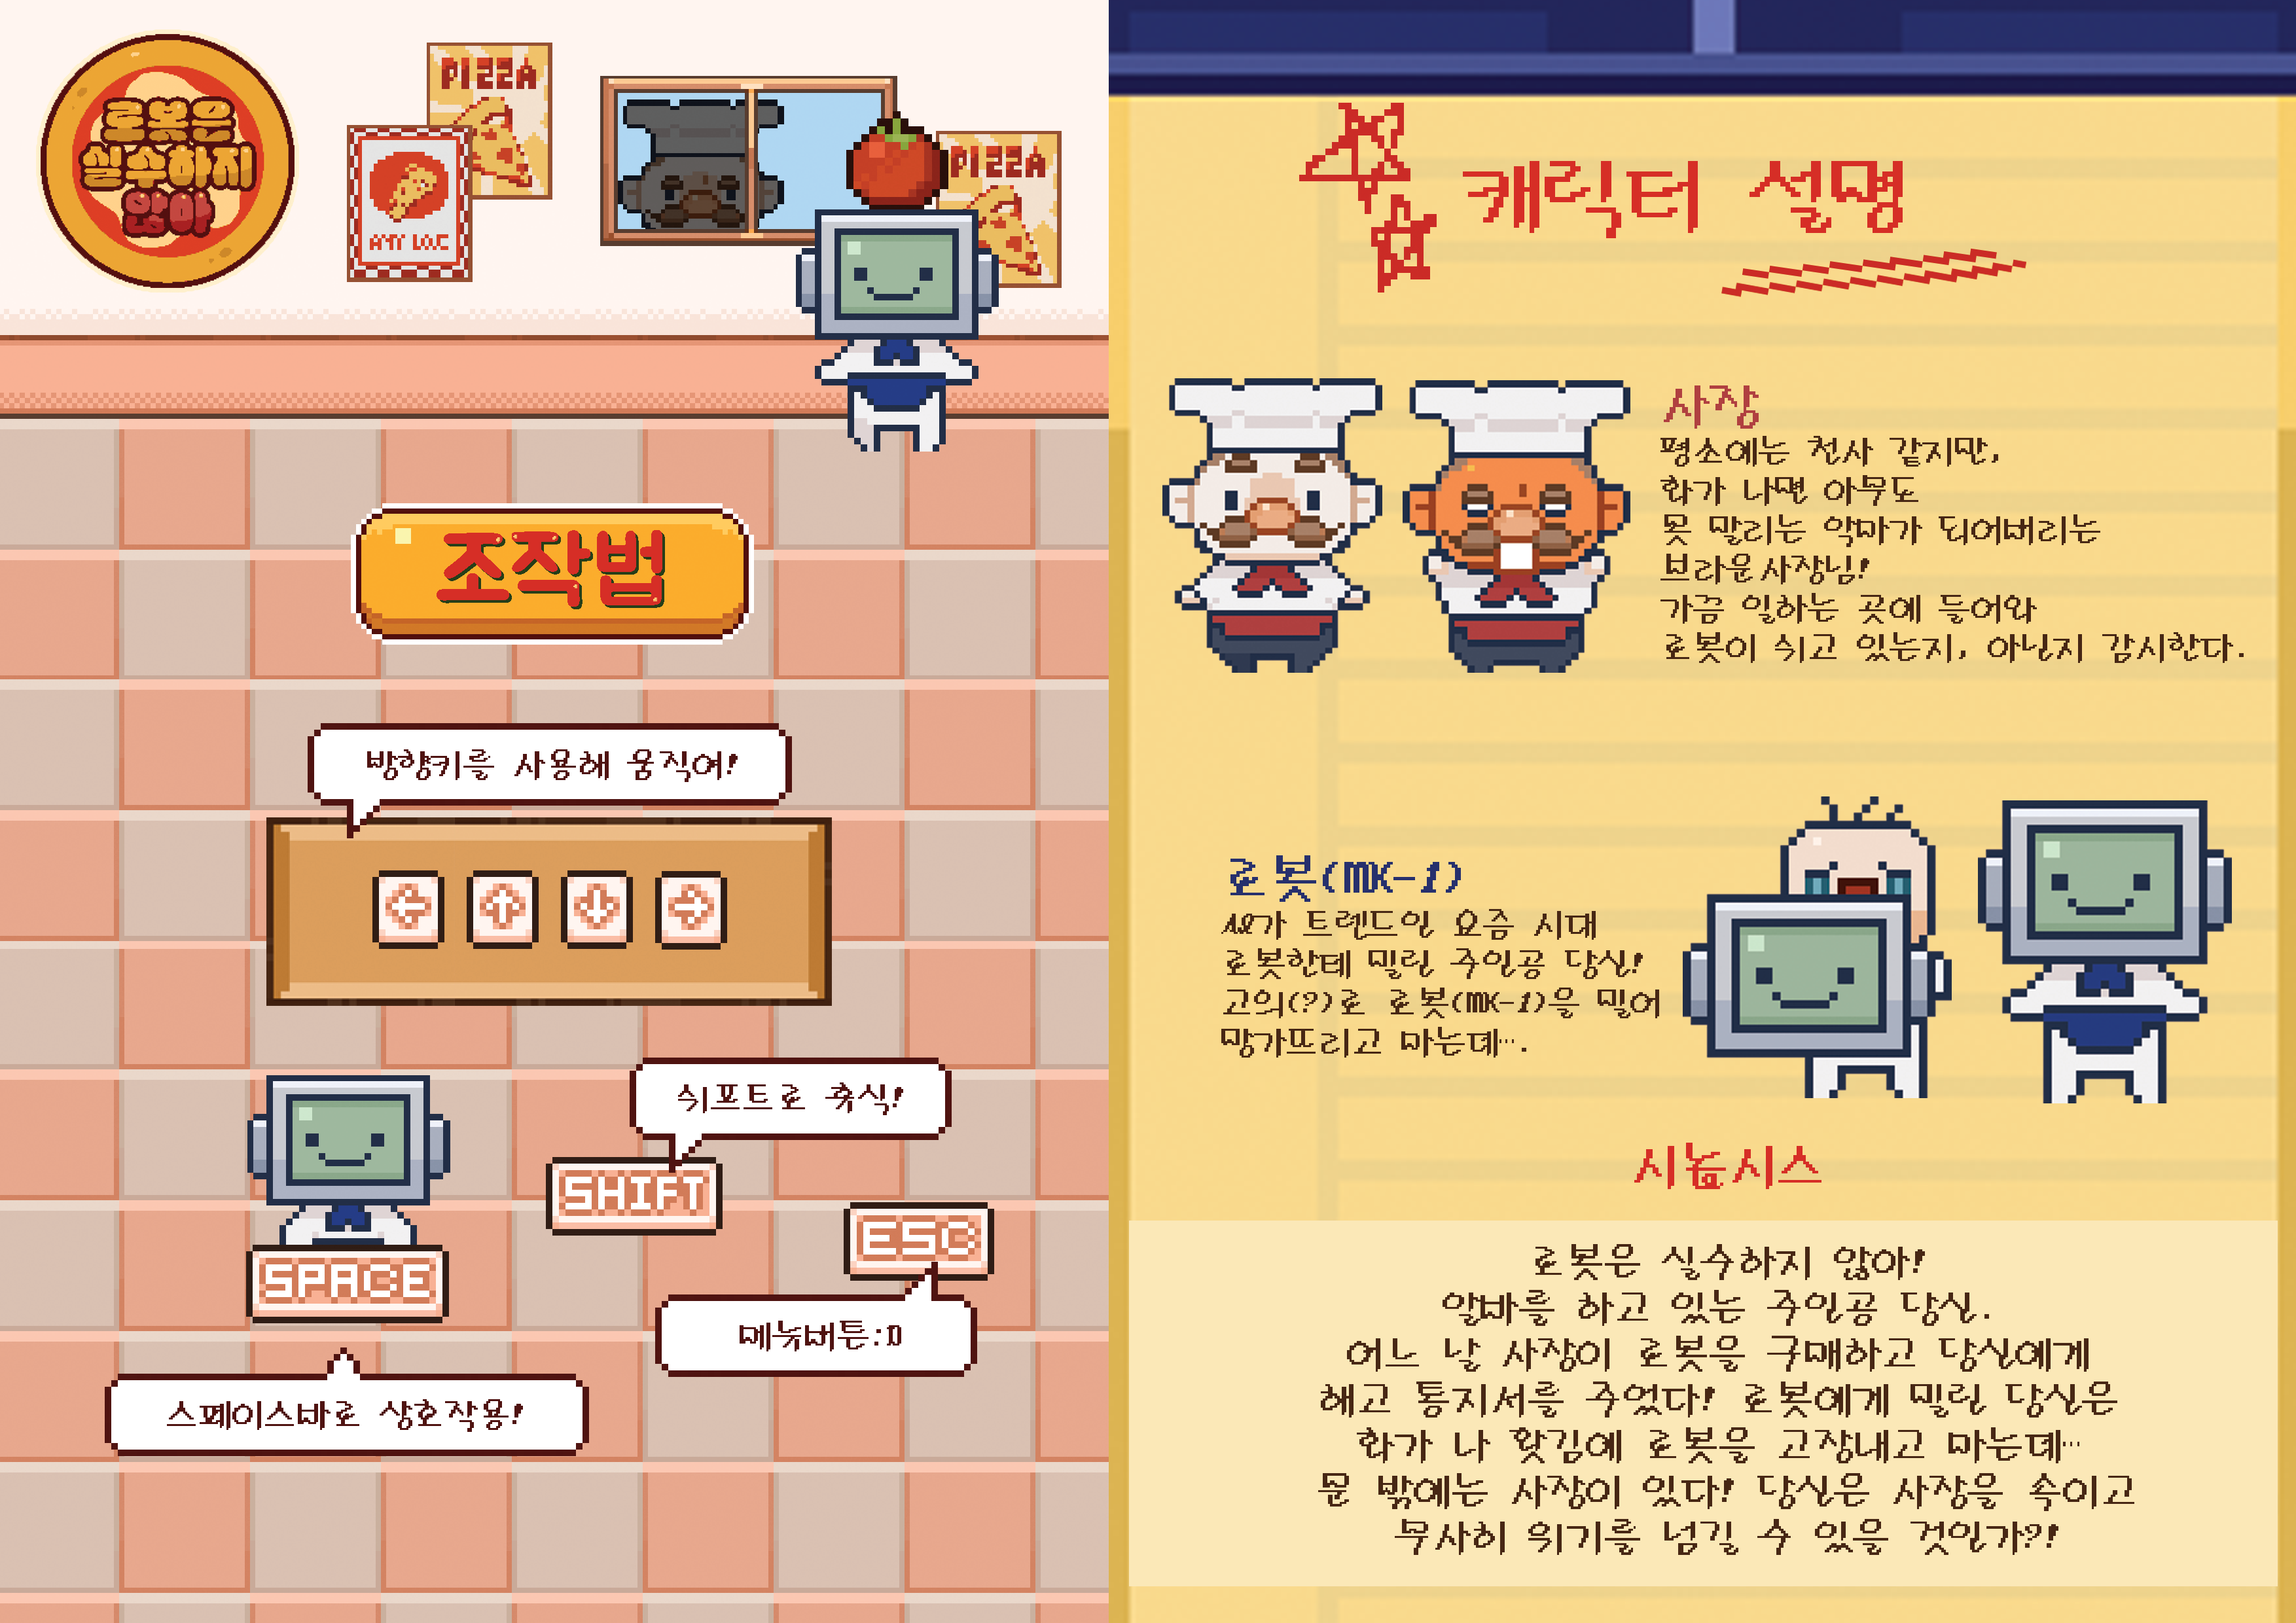 로봇은
실수하지
않아
PIZZA
PIZZA
조작법
방향키를 사용해 움직여!
쉬프트로 휴식!
SHIFT
ESC
SPACE
메뉴버튼:D
스페이스바로 상호작용!
캐릭터 설명
사장
평소에는 천사 같지만,
화가 나면 아무도
못 말리는 악마가 되어버리는
브라운사장님!
가끔 일하는 곳에 들어와
로봇이 쉬고 있는지, 아닌지 감시한다.
로봇(MK-1)
AI가 트렌드인 요즘 시대
로봇한테 밀린 주인공 당신!
고의(?)로 로봇(MK-1)을 밀어
망가뜨리고 마는데….
시놉시스
로봇은 실수하지 않아!
알바를 하고 있는 주인공 당신.
어느 날 사장이 로봇을 구매하고 당신에게
해고 통지서를 주었다! 로봇에게 밀린 당신은
화가 나 홧김에 로봇을 고장내고 마는데…
문 밖에는 사장이 있다! 당신은 사장을 속이고
무사히 위기를 넘길 수 있을 것인가?!